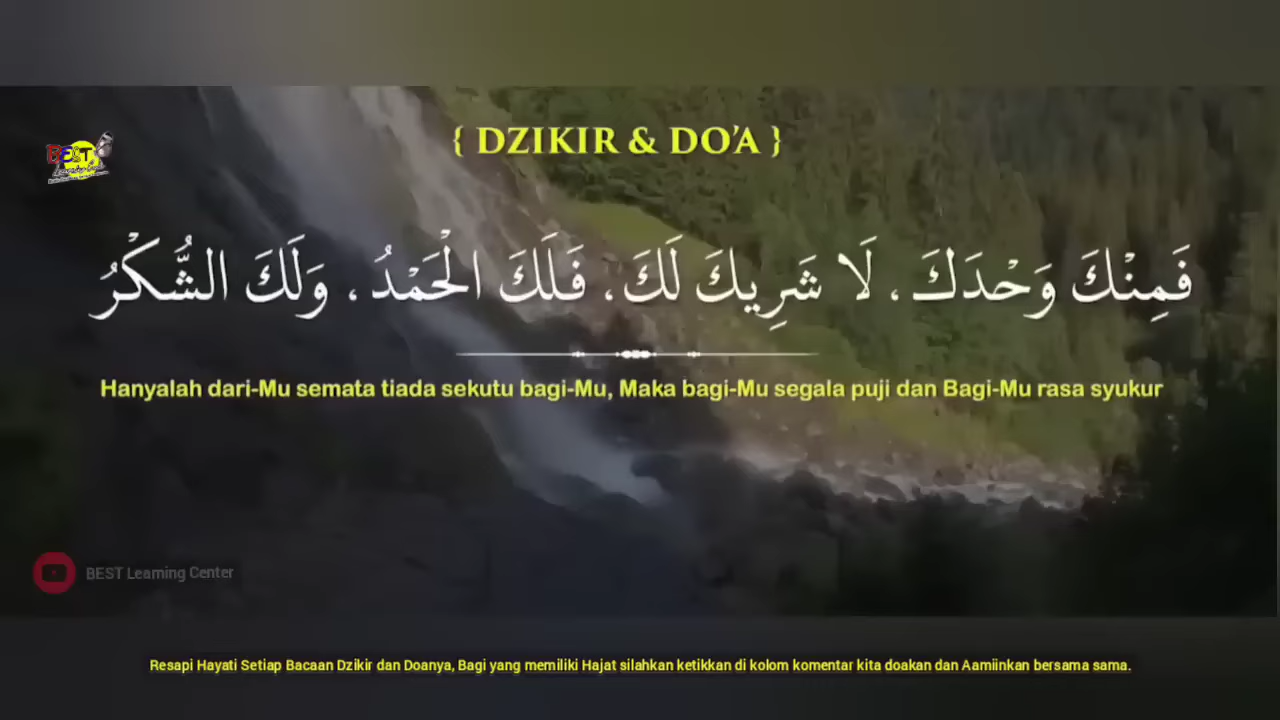 { DZIKIR & DO'A }
BEST
فَمِنْكَ وَحْدَكَ، لَا شَرِيكَ لَكَ، فَلَكَ الْحَمْدُ، وَلَكَ الشُّكْرُ
Hanyalah dari-Mu semata tiada sekutu bagi-Mu, Maka bagi-Mu segala puji dan Bagi-Mu rasa syukur
BEST Learning Center
Resapi Hayati Setiap Bacaan Dzikir dan Doanya, Bagi yang memiliki Hajat silahkan ketikkan di kolom komentar kita doakan dan Aamiinkan bersama sama.